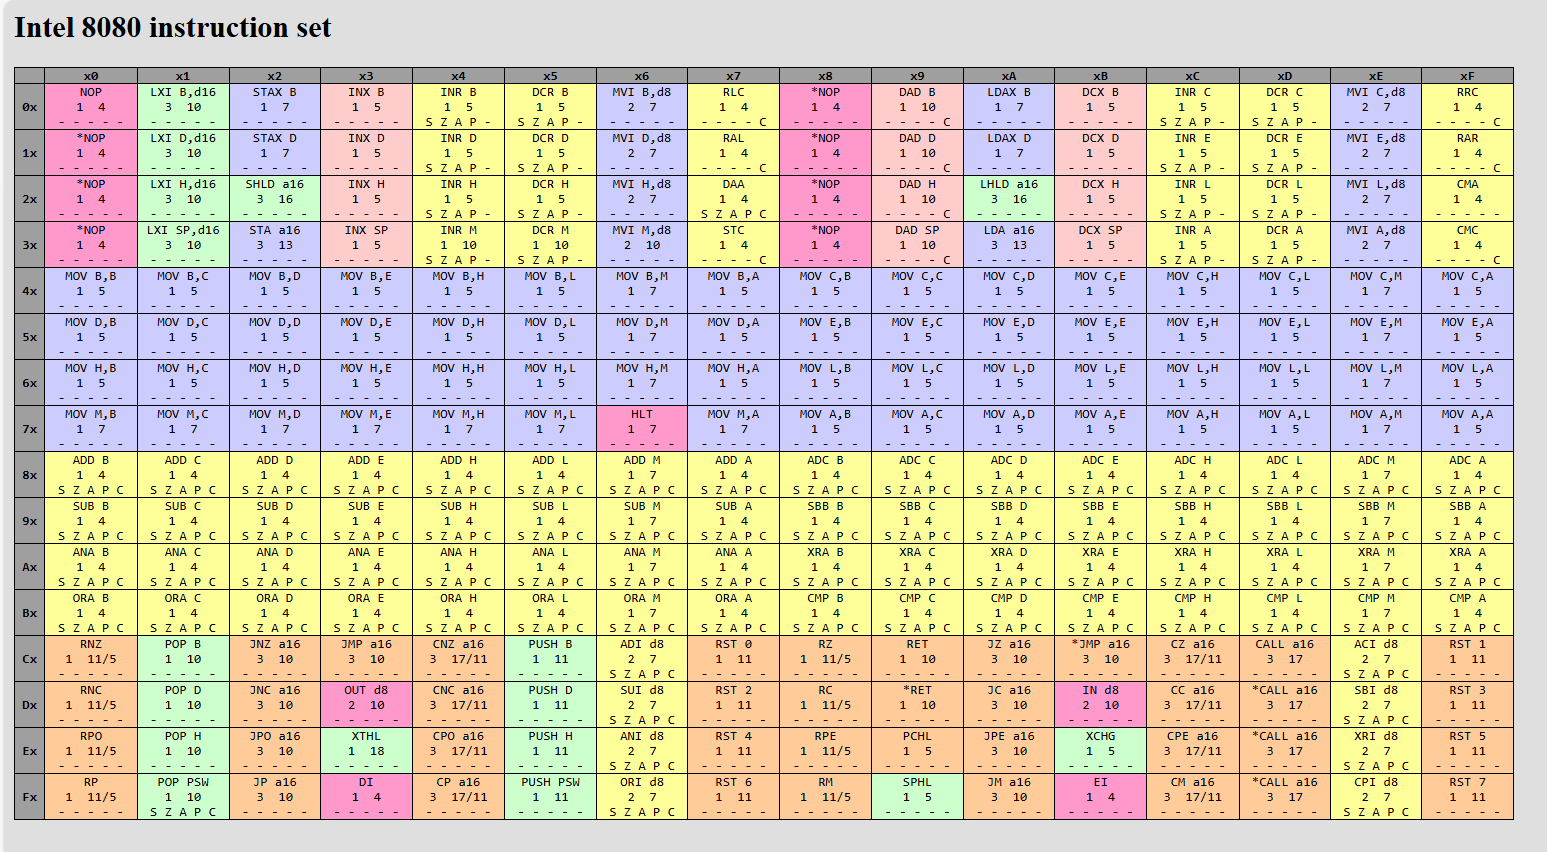 Intel 8080 instruction set
x0 x1 x2 x3 x4 x5 x6 x7 x8 x9 xA xB xC xD xE xF
NOP LXI B,d16 STAX B INX B INR B DCR B MVI B,d8 RLC *NOP DAD B LDAX B DCX B INR C DCR C MVI C,d8 RRC
0x 1 4 3 10 1 7 1 5 1 5 1 5 2 7 1 4 1 4 1 10 1 7 1 5 1 5 1 5 2 7 1 4
- - - - - - - - - - - - - - - - - - - - S Z A P - S Z A P - - - - - - - - - - C - - - - - - - - - C - - - - - - - - - - S Z A P - S Z A P - - - - - - - - - - C
*NOP LXI D,d16 STAX D INX D INR D DCR D MVI D,d8 RAL *NOP DAD D LDAX D DCX D INR E DCR E MVI E,d8 RAR
1x 1 4 3 10 1 7 1 5 1 5 1 5 2 7 1 4 1 4 1 10 1 7 1 5 1 5 1 5 2 7 1 4
- - - - - - - - - - - - - - - - - - - - S Z A P - S Z A P - - - - - - - - - - C - - - - - - - - - C - - - - - - - - - - S Z A P - S Z A P - - - - - - - - - - C
*NOP LXI H,d16 SHLD a16 INX H INR H DCR H MVI H,d8 DAA *NOP DAD H LHLD a16 DCX H INR L DCR L MVI L,d8 CMA
2x 1 4 3 10 3 16 1 5 1 5 1 5 2 7 1 4 1 4 1 10 3 16 1 5 1 5 1 5 2 7 1 4
- - - - - - - - - - - - - - - - - - - - S Z A P - S Z A P - - - - - - S Z A P C - - - - - - - - - C - - - - - - - - - - S Z A P - S Z A P - - - - - - - - - - -
*NOP LXI SP,d16 STA a16 INX SP INR M DCR M MVI M,d8 STC *NOP DAD SP LDA a16 DCX SP INR A DCR A MVI A,d8 CMC
3x 1 4 3 10 3 13 1 5 1 10 1 10 2 10 1 4 1 4 1 10 3 13 1 5 1 5 1 5 2 7 1 4
- - - - - - - - - - - - - - - - - - - - S Z A P - S Z A P - - - - - - - - - - C - - - - - - - - - C - - - - - - - - - - S Z A P - S Z A P - - - - - - - - - - C
MOV B,B MOV B,C MOV B,D MOV B,E MOV B,H MOV B,L MOV B,M MOV B,A MOV C,B MOV C,C MOV C,D MOV C,E MOV C,H MOV C,L MOV C,M MOV C,A
4x 1 5 1 5 1 5 1 5 1 5 1 5 1 7 1 5 1 5 1 5 1 5 1 5 1 5 1 5 1 7 1 5
- - - - - - - - - - - - - - - - - - - - - - - - - - - - - - - - - - - - - - - - - - - - - - - - - - - - - - - - - - - - - - - - - - - - - - - - - - - - - - - -
MOV D,B MOV D,C MOV D,D MOV D,E MOV D,H MOV D,L MOV D,M MOV D,A MOV E,B MOV E,C MOV E,D MOV E,E MOV E,H MOV E,L MOV E,M MOV E,A
5x 1 5 1 5 1 5 1 5 1 5 1 5 1 7 1 5 1 5 1 5 1 5 1 5 1 5 1 5 1 7 1 5
- - - - - - - - - - - - - - - - - - - - - - - - - - - - - - - - - - - - - - - - - - - - - - - - - - - - - - - - - - - - - - - - - - - - - - - - - - - - - - - -
MOV H,B MOV H,C MOV H,D MOV H,E MOV H,H MOV H,L MOV H,M MOV H,A MOV L,B MOV L,C MOV L,D MOV L,E MOV L,H MOV L,L MOV L,M MOV L,A
6x 1 5 1 5 1 5 1 5 1 5 1 5 1 7 1 5 1 5 1 5 1 5 1 5 1 5 1 5 1 7 1 5
- - - - - - - - - - - - - - - - - - - - - - - - - - - - - - - - - - - - - - - - - - - - - - - - - - - - - - - - - - - - - - - - - - - - - - - - - - - - - - - -
MOV M,B MOV M,C MOV M,D MOV M,E MOV M,H MOV M,L HLT MOV M,A MOV A,B MOV A,C MOV A,D MOV A,E MOV A,H MOV A,L MOV A,M MOV A,A
7x 1 7 1 7 1 7 1 7 1 7 1 7 1 7 1 7 1 5 1 5 1 5 1 5 1 5 1 5 1 7 1 5
- - - - - - - - - - - - - - - - - - - - - - - - - - - - - - - - - - - - - - - - - - - - - - - - - - - - - - - - - - - - - - - - - - - - - - - - - - - - - - - -
ADD B ADD C ADD D ADD E ADD H ADD L ADD M ADD A ADC B ADC C ADC D ADC E ADC H ADC L ADC M ADC A
8x 1 4 1 4 1 4 1 4 1 4 1 4 1 7 1 4 1 4 1 4 1 4 1 4 1 4 1 4 1 7 1 4
S Z A P C S Z A P C S Z A P C S Z A P C S Z A P C S Z A P C S Z A P C S Z A P C S Z A P C S Z A P C S Z A P C S Z A P C S Z A P C S Z A P C S Z A P C S Z A P C
SUB B SUB C SUB D SUB E SUB H SUB L SUB M SUB A SBB B SBB C SBB D SBB E SBB H SBB L SBB M SBB A
9x 1 4 1 4 1 4 1 4 1 4 1 4 1 7 1 4 1 4 1 4 1 4 1 4 1 4 1 4 1 7 1 4
S Z A P C S Z A P C S Z A P C S Z A P C S Z A P C S Z A P C S Z A P C S Z A P C S Z A P C S Z A P C S Z A P C S Z A P C S Z A P C S Z A P C S Z A P C S Z A P C
ANA B ANA C ANA D ANA E ANA H ANA L ANA M ANA A XRA B XRA C XRA D XRA E XRA H XRA L XRA M XRA A
Ax 1 4 1 4 1 4 1 4 1 4 1 4 1 7 1 4 1 4 1 4 1 4 1 4 1 4 1 4 1 7 1 4
S Z A P C S Z A P C S Z A P C S Z A P C S Z A P C S Z A P C S Z A P C S Z A P C S Z A P C S Z A P C S Z A P C S Z A P C S Z A P C S Z A P C S Z A P C S Z A P C
ORA B ORA C ORA D ORA E ORA H ORA L ORA M ORA A CMP B CMP C CMP D CMP E CMP H CMP L CMP M CMP A
Bx 1 4 1 4 1 4 1 4 1 4 1 4 1 7 1 4 1 4 1 4 1 4 1 4 1 4 1 4 1 7 1 4
S Z A P C S Z A P C S Z A P C S Z A P C S Z A P C S Z A P C S Z A P C S Z A P C S Z A P C S Z A P C S Z A P C S Z A P C S Z A P C S Z A P C S Z A P C S Z A P C
RNZ POP B JNZ a16 JMP a16 CNZ a16 PUSH B ADI d8 RST 0 RZ RET JZ a16 *JMP a16 CZ a16 CALL a16 ACI d8 RST 1
Cx 1 11/5 1 10 3 10 3 10 3 17/11 1 11 2 7 1 11 1 11/5 1 10 3 10 3 10 3 17/11 3 17 2 7 1 11
- - - - - - - - - - - - - - - - - - - - - - - - - - - - - - S Z A P C - - - - - - - - - - - - - - - - - - - - - - - - - - - - - - - - - - - S Z A P C - - - - -
RNC POP D JNC a16 OUT d8 CNC a16 PUSH D SUI d8 RST 2 RC *RET JC a16 IN d8 CC a16 *CALL a16 SBI d8 RST 3
Dx 1 11/5 1 10 3 10 2 10 3 17/11 1 11 2 7 1 11 1 11/5 1 10 3 10 2 10 3 17/11 3 17 2 7 1 11
- - - - - - - - - - - - - - - - - - - - - - - - - - - - - - S Z A P C - - - - - - - - - - - - - - - - - - - - - - - - - - - - - - - - - - - S Z A P C - - - - -
RPO POP H JPO a16 XTHL CPO a16 PUSH H ANI d8 RST 4 RPE PCHL JPE a16 XCHG CPE a16 *CALL a16 XRI d8 RST 5
Ex 1 11/5 1 10 3 10 1 18 3 17/11 1 11 2 7 1 11 1 11/5 1 5 3 10 1 5 3 17/11 3 17 2 7 1 11
- - - - - - - - - - - - - - - - - - - - - - - - - - - - - - S Z A P C - - - - - - - - - - - - - - - - - - - - - - - - - - - - - - - - - - - S Z A P C - - - - -
RP POP PSW JP a16 DI CP a16 PUSH PSW ORI d8 RST 6 RM SPHL JM a16 EI CM a16 *CALL a16 CPI d8 RST 7
Fx 1 11/5 1 10 3 10 1 4 3 17/11 1 11 2 7 1 11 1 11/5 1 5 3 10 1 4 3 17/11 3 17 2 7 1 11
- - - - - S Z A P C - - - - - - - - - - - - - - - - - - - - S Z A P C - - - - - - - - - - - - - - - - - - - - - - - - - - - - - - - - - - - S Z A P C - - - - -